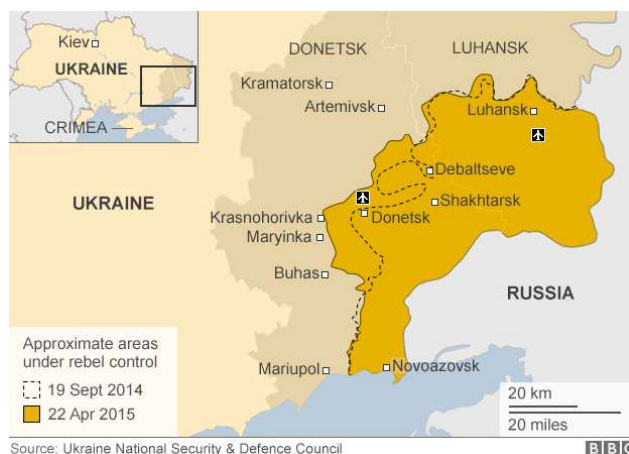 Kiev
UKRAINE
CRIMEA
DONETSK
LUHANSK
Kramatorsk
Artemivsk
Luhansk
Debaltseve
Shakhtarsk
UKRAINE
Krasnohorivka
Donetsk
Maryinka
Buhas
RUSSIA
Mariupol
Novoazovsk
Approximate areas
under rebel control
19 Sept 2014
22 Apr 2015
20 km
20 miles
Source: Ukraine National Security & Defence Council
BBC